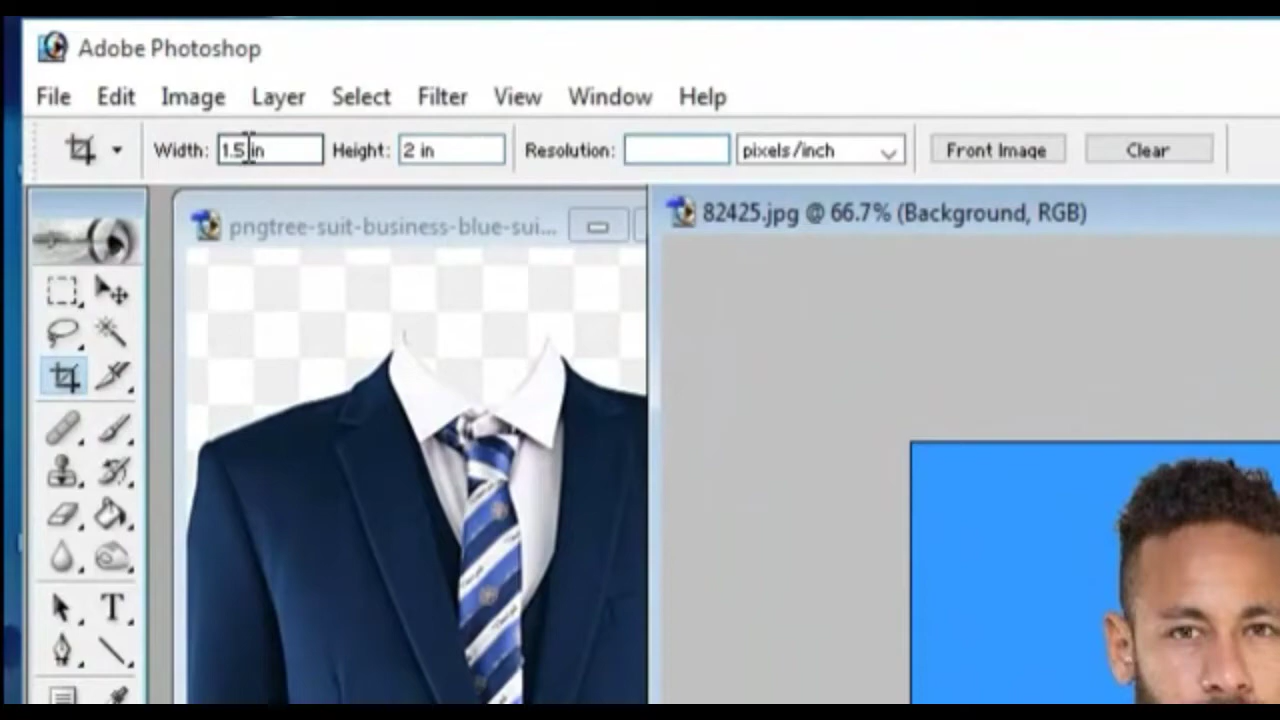 Adobe Photoshop
File Edit Image Layer Select Filter View Window Help
Width: 1.5 in Height: 2 in Resolution: pixels/inch Front Image Clear
pngtree-suit-business-blue-sui... 82425.jpg @ 66.7% (Background, RGB)
T